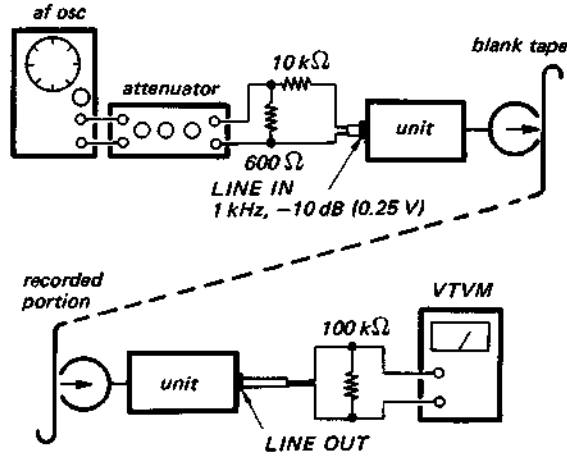 af osc
attenuator
10 kΩ
600 Ω
LINE IN
1 kHz, −10 dB (0.25 V)
unit
blank tape
recorded
portion
unit
LINE OUT
100 kΩ
VTVM